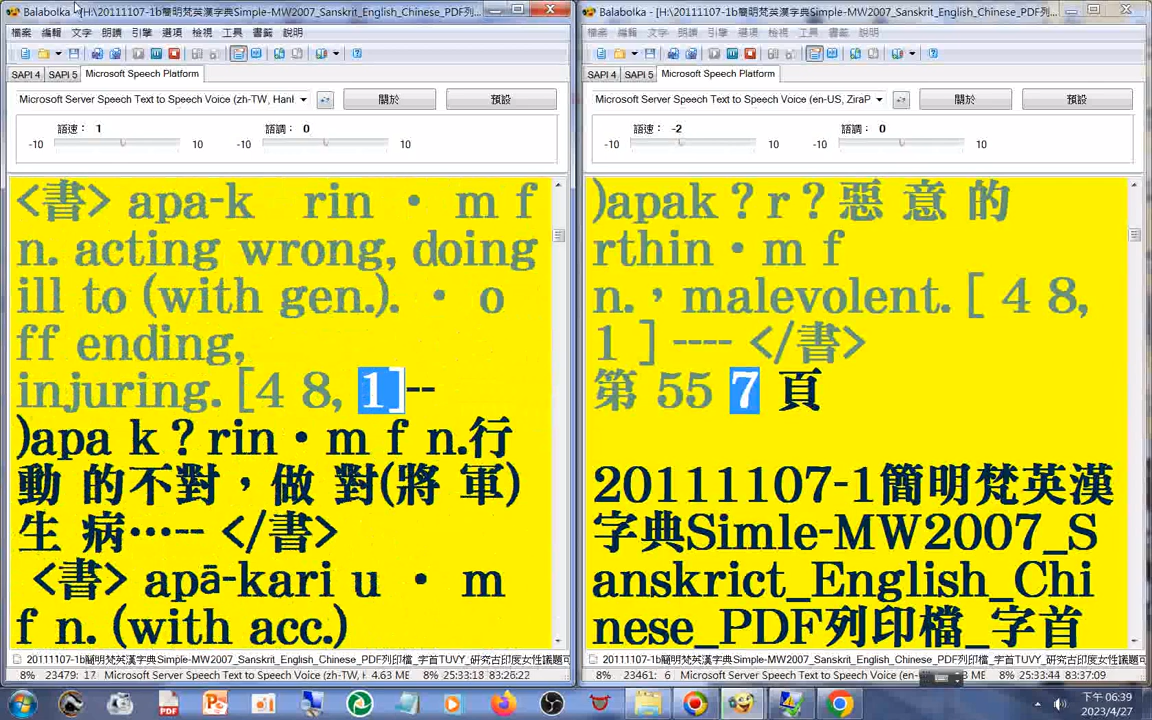 Balabolka - [H:\20111107-1b簡明梵英漢字典Simple-MW2007_Sanskrit_English_Chinese_PDF列...
檔案 編輯 文字 朗讀 引擎 選項 檢視 工具 書籤 說明
SAPI 4 SAPI 5 Microsoft Speech Platform
Microsoft Server Speech Text to Speech Voice (zh-TW, Hanl 關於 預設
語速： 1 語調： 0
-10 10 -10 10
<書> apa-k rin • m f
n. acting wrong, doing
ill to (with gen.). • o
ff ending,
injuring. [4 8, 1]--
)apa k？rin•m f n.行
動 的不對，做 對(將 軍)
生 病…-- </書>
<書> apā-kari u • m
f n. (with acc.)
20111107-1b簡明梵英漢字典Simple-MW2007_Sanskrit_English_Chinese_PDF列印檔_字首TUVY_研究古印度女性議題可
8% 23479: 17 Microsoft Server Speech Text to Speech Voice (zh-TW, H 4.63 ME 8% 25:33:18 83:26:22
Balabolka - [H:\20111107-1b簡明梵英漢字典Simple-MW2007_Sanskrit_English_Chinese_PDF列...
檔案 編輯 文字 朗讀 引擎 選項 檢視 工具 書籤 說明
SAPI 4 SAPI 5 Microsoft Speech Platform
Microsoft Server Speech Text to Speech Voice (en-US, ZiraP 關於 預設
語速： -2 語調： 0
-10 10 -10 10
)apak？r？惡 意 的
rthin•m f
n.，malevolent.[ 4 8,
1 ]---- </書>
第 55 7 頁
20111107-1簡明梵英漢
字典Simle-MW2007_S
anskrict_English_Chi
nese_PDF列印檔_字首
20111107-1b簡明梵英漢字典Simple-MW2007_Sanskrit_English_Chinese_PDF列印檔_字首TUVY_研究古印度女性議題可
8% 23461: 6 Microsoft Server Speech Text to Speech Voice 4.63 MB 8% 25:33:44 83:37:09
下午 06:39
2023/4/27